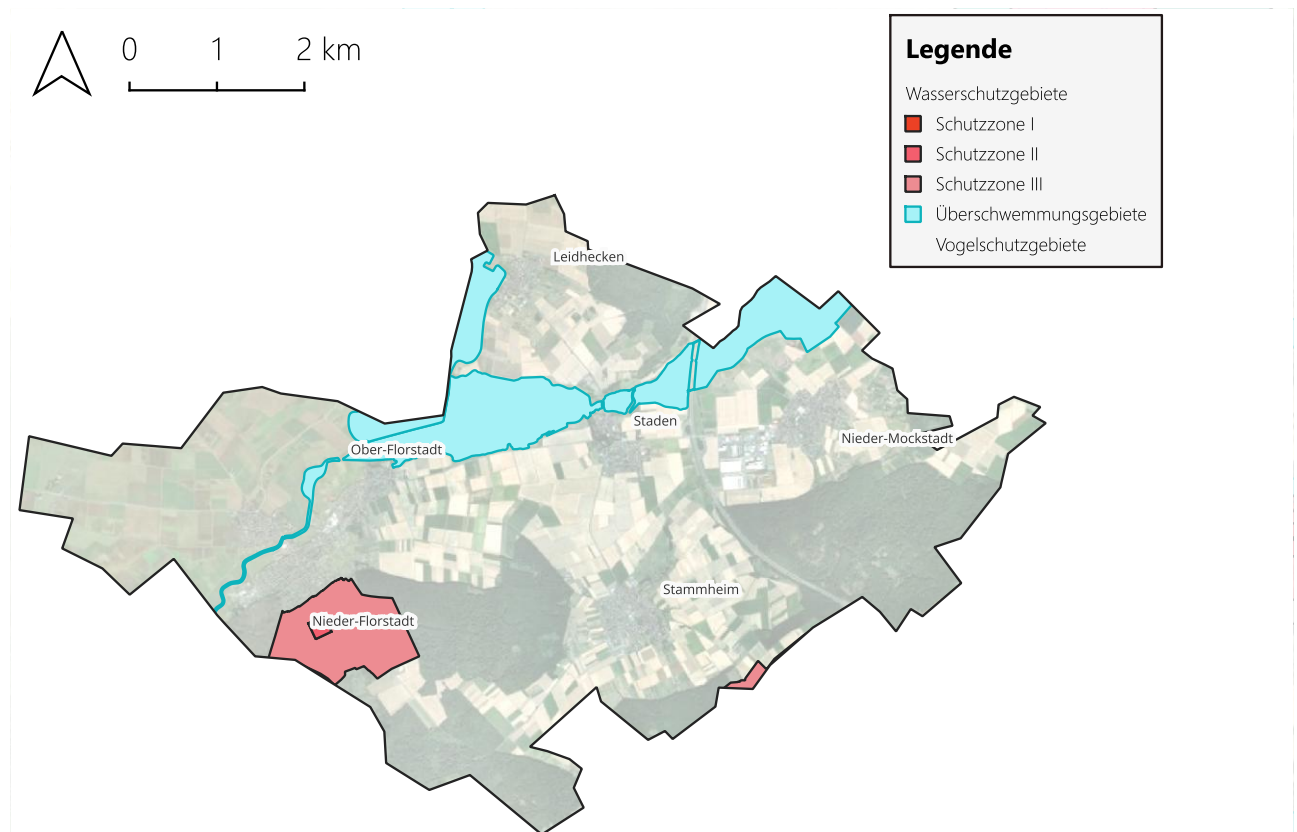 0 1 2 km
Legende
Wasserschutzgebiete
Schutzzone I
Schutzzone II
Schutzzone III
Überschwemmungsgebiete
Vogelschutzgebiete
Leidhecken
Staden
Nieder-Mockstadt
Ober-Florstadt
Stammheim
Nieder-Florstadt